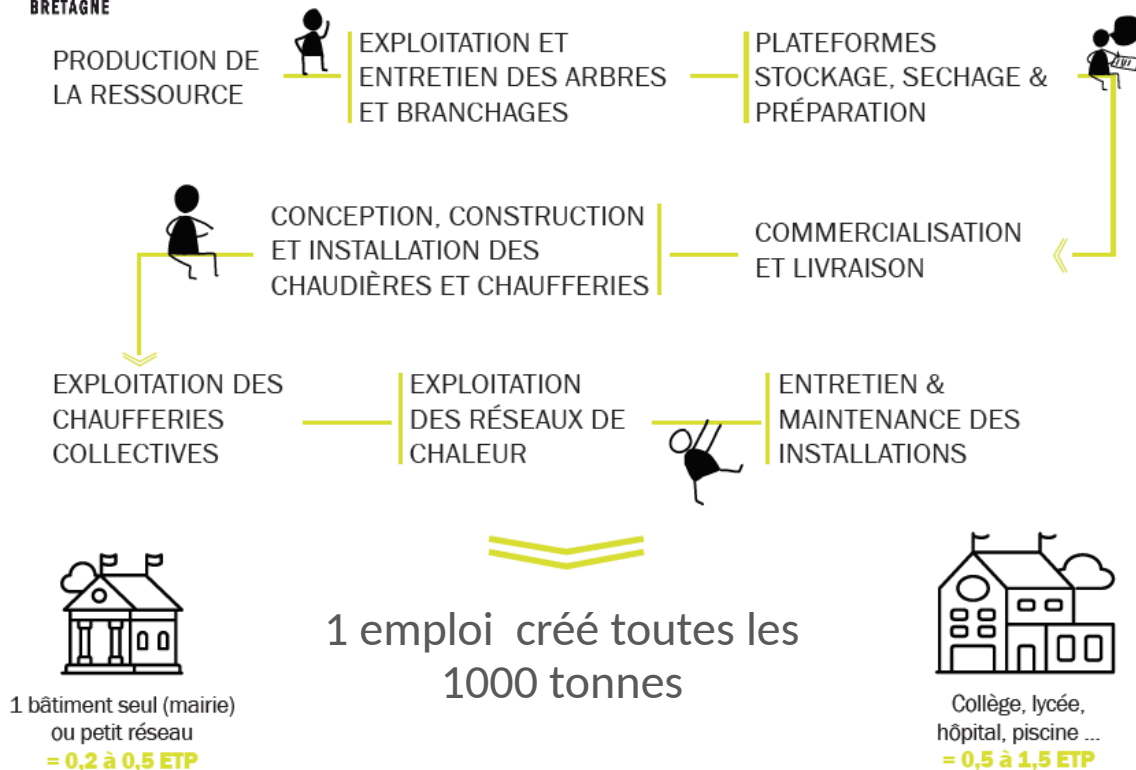 BRETAGNE
PRODUCTION DE
LA RESSOURCE
EXPLOITATION ET
ENTRETIEN DES ARBRES
ET BRANCHAGES
PLATEFORMES
STOCKAGE, SECHAGE &
PRÉPARATION
CONCEPTION, CONSTRUCTION
ET INSTALLATION DES
CHAUDIÈRES ET CHAUFFERIES
COMMERCIALISATION
ET LIVRAISON
EXPLOITATION DES
CHAUFFERIES
COLLECTIVES
EXPLOITATION
DES RÉSEAUX DE
CHALEUR
ENTRETIEN &
MAINTENANCE DES
INSTALLATIONS
1 emploi créé toutes les
1000 tonnes
1 bâtiment seul (mairie)
ou petit réseau
= 0,2 à 0,5 ETP
Collège, lycée,
hôpital, piscine ...
= 0,5 à 1,5 ETP